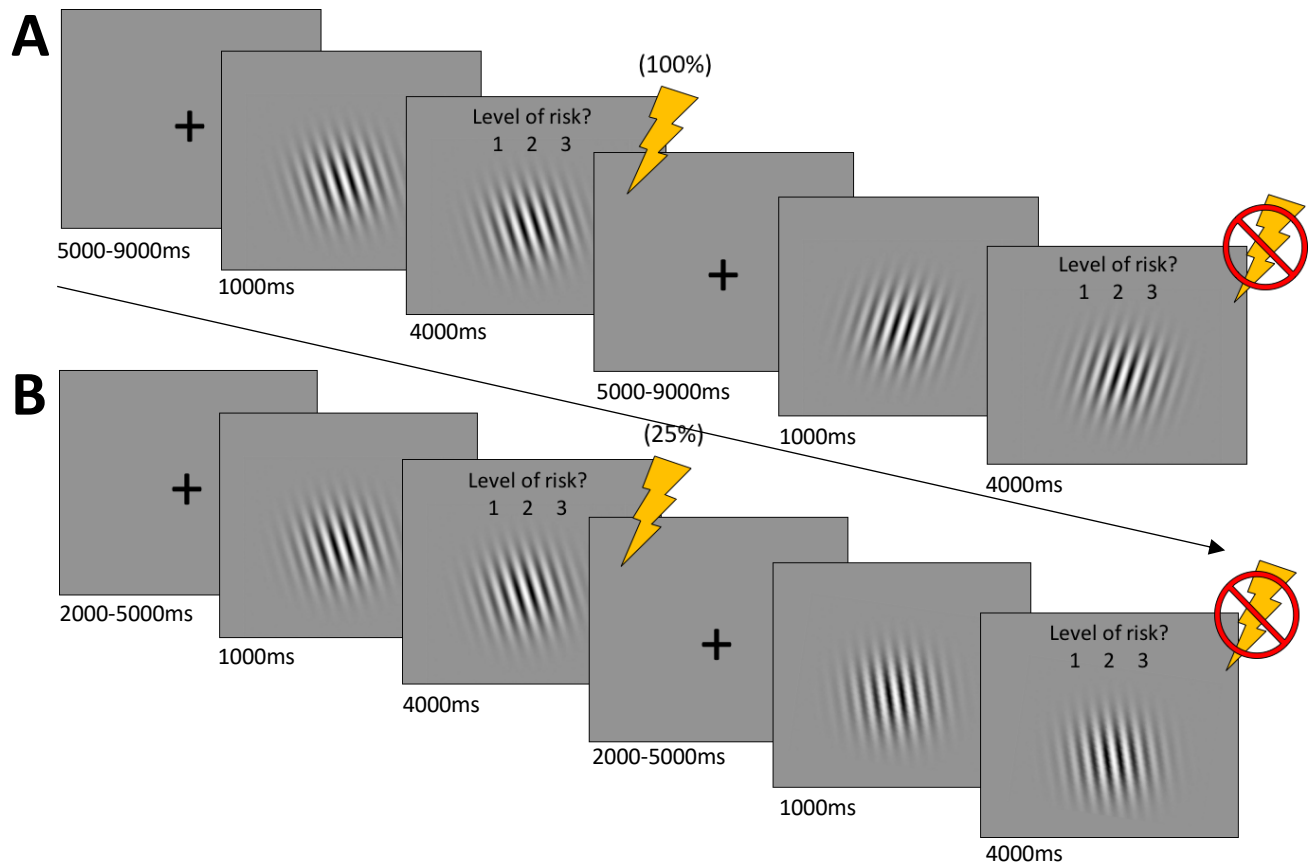 A
(100%)
Level of risk?
1 2 3
5000-9000ms
1000ms
4000ms
5000-9000ms
Level of risk?
1 2 3
1000ms
4000ms
B
(25%)
Level of risk?
1 2 3
2000-5000ms
1000ms
4000ms
2000-5000ms
Level of risk?
1 2 3
1000ms
4000ms